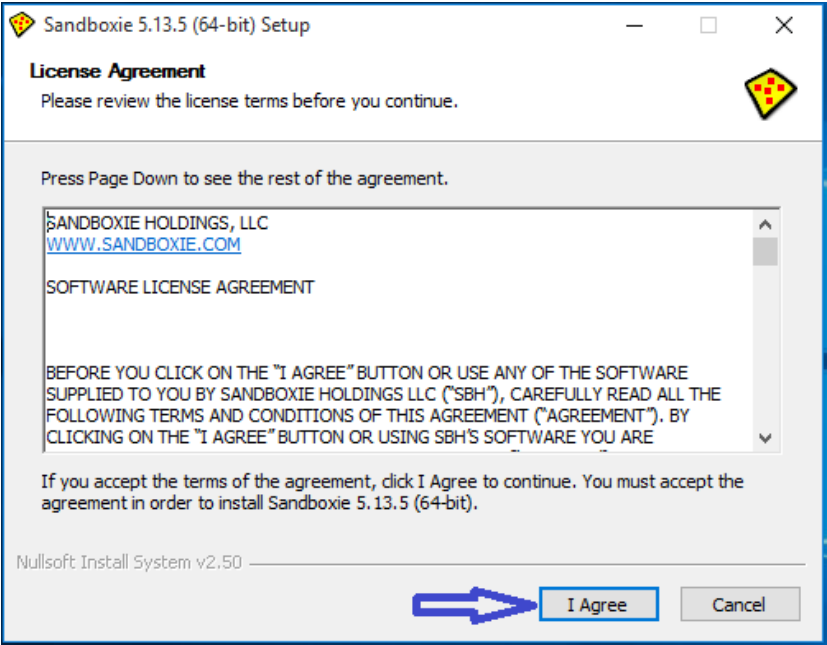 Sandboxie 5.13.5 (64-bit) Setup
License Agreement
Please review the license terms before you continue.
Press Page Down to see the rest of the agreement.
SANDBOXIE HOLDINGS, LLC
WWW.SANDBOXIE.COM
SOFTWARE LICENSE AGREEMENT
BEFORE YOU CLICK ON THE “I AGREE” BUTTON OR USE ANY OF THE SOFTWARE
SUPPLIED TO YOU BY SANDBOXIE HOLDINGS LLC (“SBH”), CAREFULLY READ ALL THE
FOLLOWING TERMS AND CONDITIONS OF THIS AGREEMENT (“AGREEMENT”). BY
CLICKING ON THE “I AGREE” BUTTON OR USING SBH’S SOFTWARE YOU ARE
If you accept the terms of the agreement, click I Agree to continue. You must accept the
agreement in order to install Sandboxie 5.13.5 (64-bit).
Nullsoft Install System v2.50
I Agree
Cancel